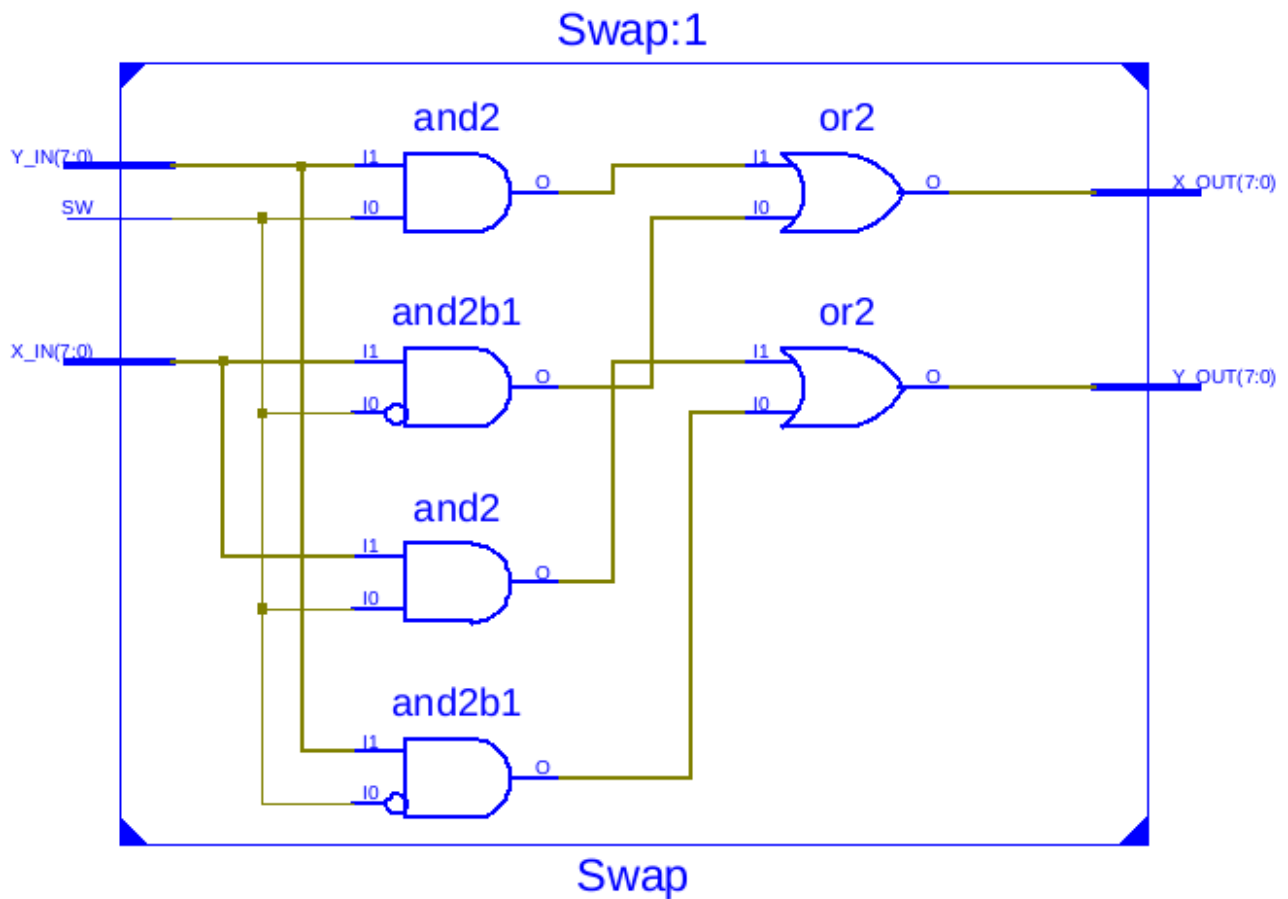 Swap:1
and2
or2
Y_IN(7:0)
I1
O
I1
O
X_OUT(7:0)
SW
I0
I0
and2b1
or2
X_IN(7:0)
I1
O
I1
O
Y_OUT(7:0)
I0
I0
and2
I1
O
I0
and2b1
I1
O
I0
Swap